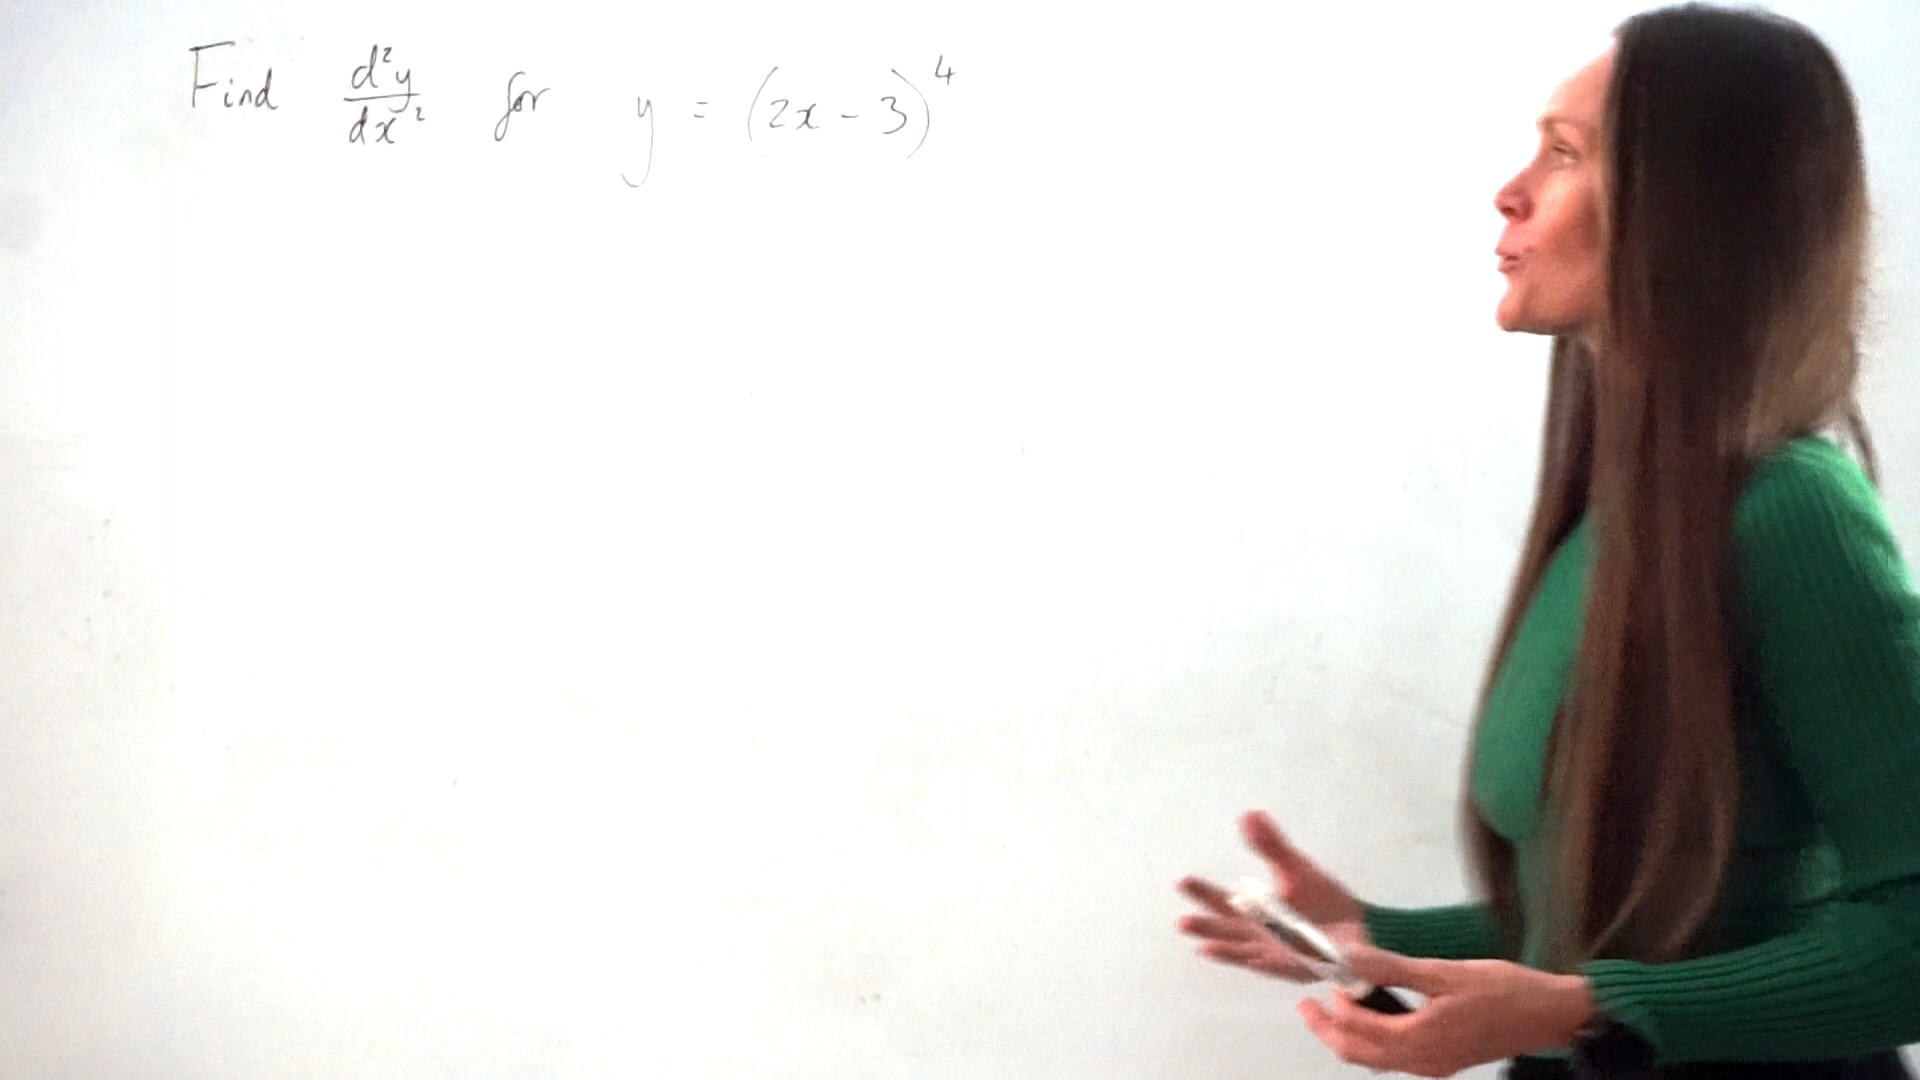 Find d²y/dx² for y = (2x - 3)⁴